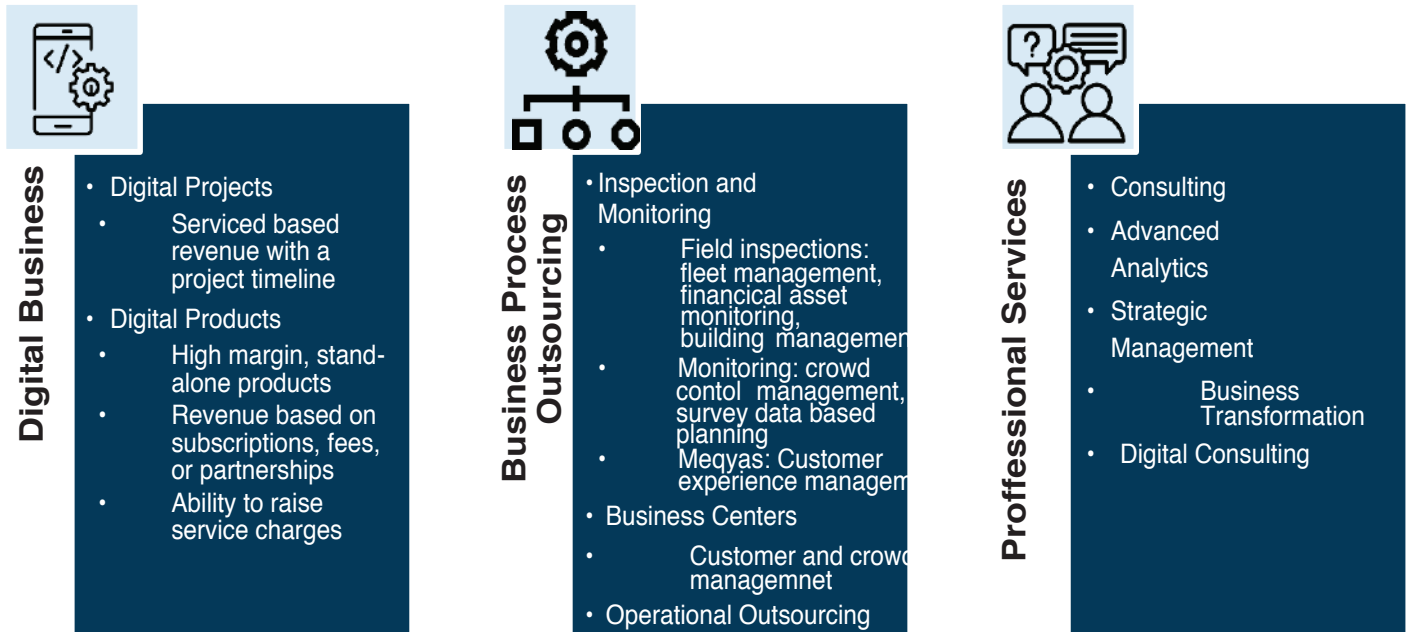 Digital Business
• Digital Projects
• Serviced based
revenue with a
project timeline
• Digital Products
• High margin, stand-
alone products
• Revenue based on
subscriptions, fees,
or partnerships
• Ability to raise
service charges
Business Process
Outsourcing
• Inspection and
Monitoring
• Field inspections:
fleet management,
financical asset
monitoring,
building managemen
• Monitoring: crowd
contol management,
survey data based
planning
• Meqyas: Customer
experience managem
• Business Centers
• Customer and crowd
managemnet
• Operational Outsourcing
Proffessional Services
• Consulting
• Advanced
Analytics
• Strategic
Management
• Business
Transformation
• Digital Consulting